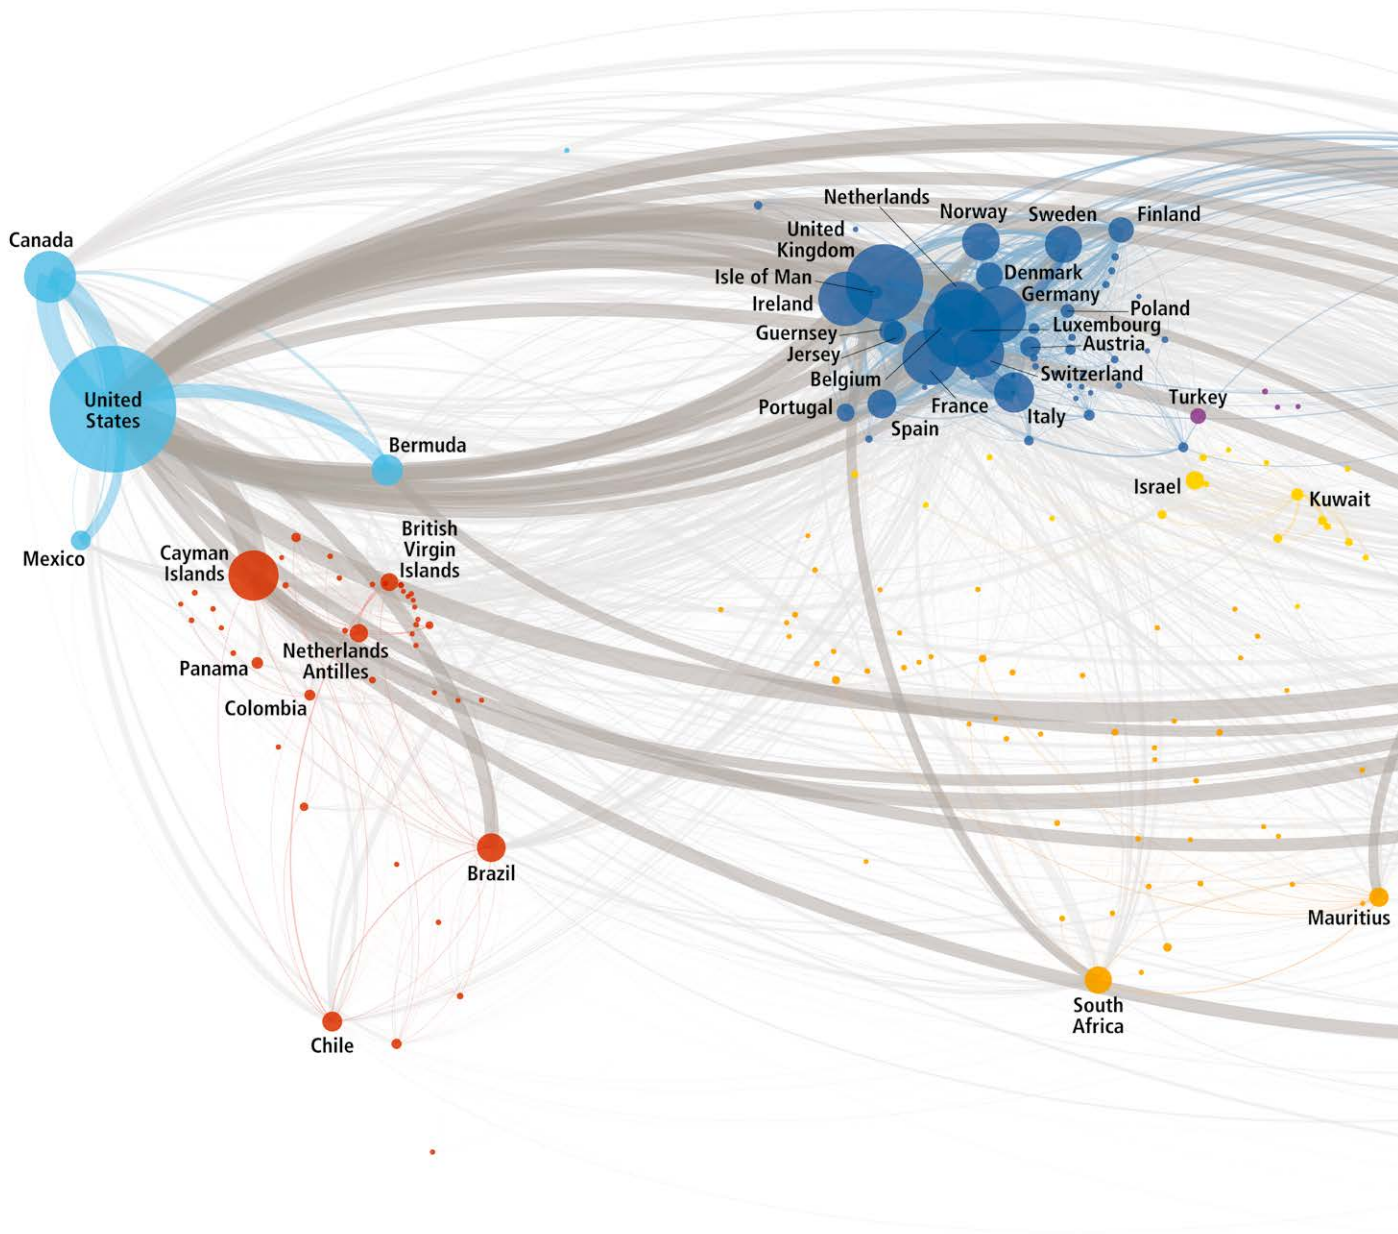 Netherlands
Norway
Sweden
Finland
United
Kingdom
Canada
Isle of Man
Denmark
Germany
Ireland
Poland
Luxembourg
Guernsey
Austria
Jersey
Belgium
Switzerland
United
States
Portugal
France
Turkey
Italy
Spain
Bermuda
Israel
Kuwait
British
Virgin
Islands
Mexico
Cayman
Islands
Netherlands
Antilles
Panama
Colombia
Brazil
Mauritius
South
Africa
Chile